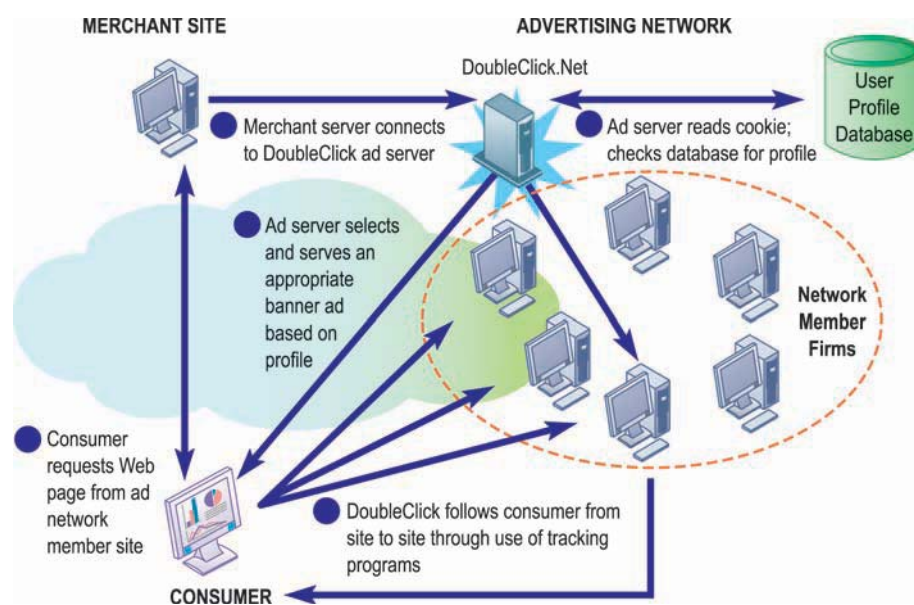 MERCHANT SITE
ADVERTISING NETWORK
DoubleClick.Net
User
Profile
Database
Merchant server connects
to DoubleClick ad server
Ad server reads cookie;
checks database for profile
Ad server selects
and serves an
appropriate
banner ad
based on
profile
Network
Member
Firms
Consumer
requests Web
page from ad
network
member site
DoubleClick follows consumer from
site to site through use of tracking
programs
CONSUMER